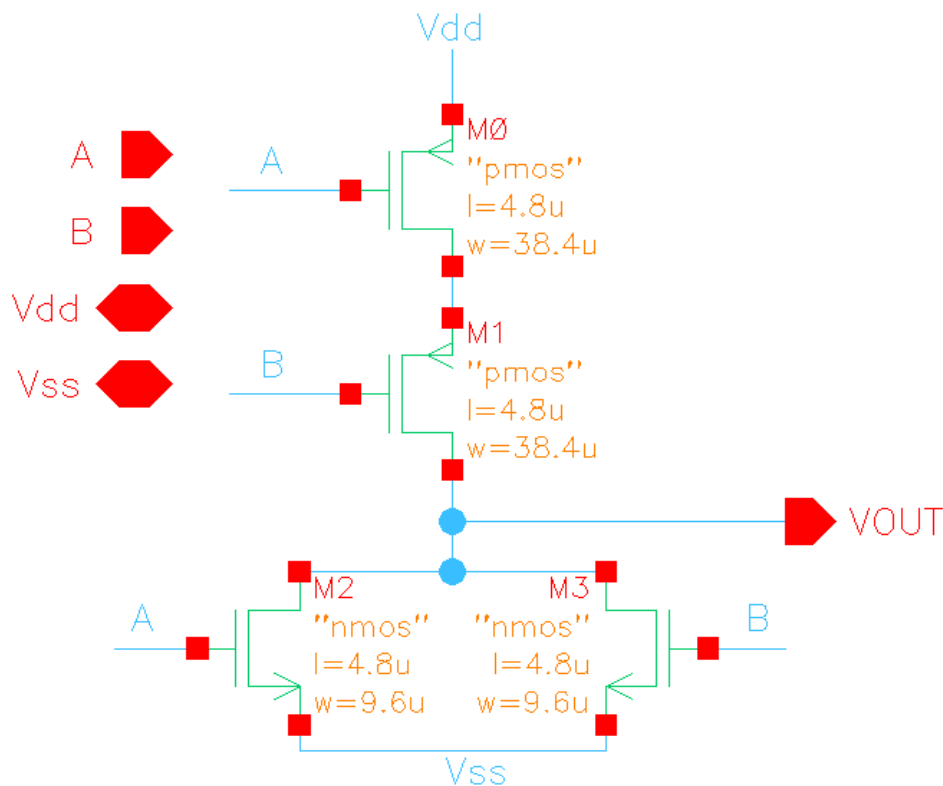 Vdd
A
A
MØ
"pmos"
l=4.8u
w=38.4u
B
Vdd
Vss
B
M1
"pmos"
l=4.8u
w=38.4u
VOUT
A
M2
"nmos"
l=4.8u
w=9.6u
M3
"nmos"
l=4.8u
w=9.6u
B
Vss